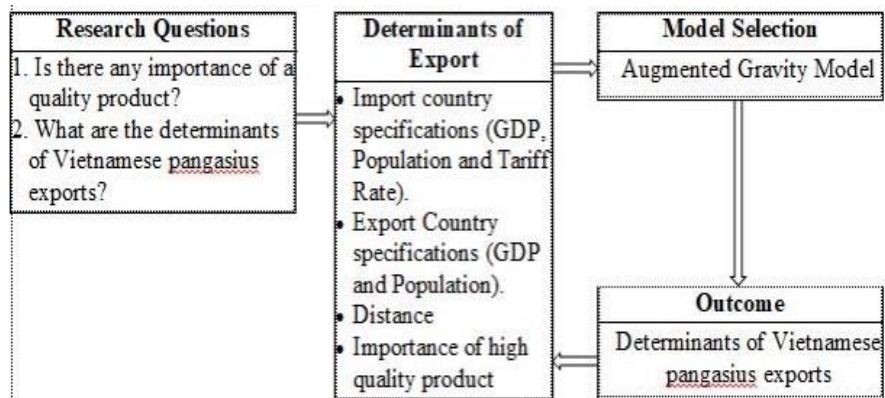 Research Questions
1. Is there any importance of a
quality product?
2. What are the determinants
of Vietnamese pangasius
exports?
Determinants of
Export
• Import country
specifications (GDP,
Population and Tariff
Rate).
• Export Country
specifications (GDP
and Population).
• Distance
• Importance of high
quality product
Model Selection
Augmented Gravity Model
Outcome
Determinants of Vietnamese
pangasius exports